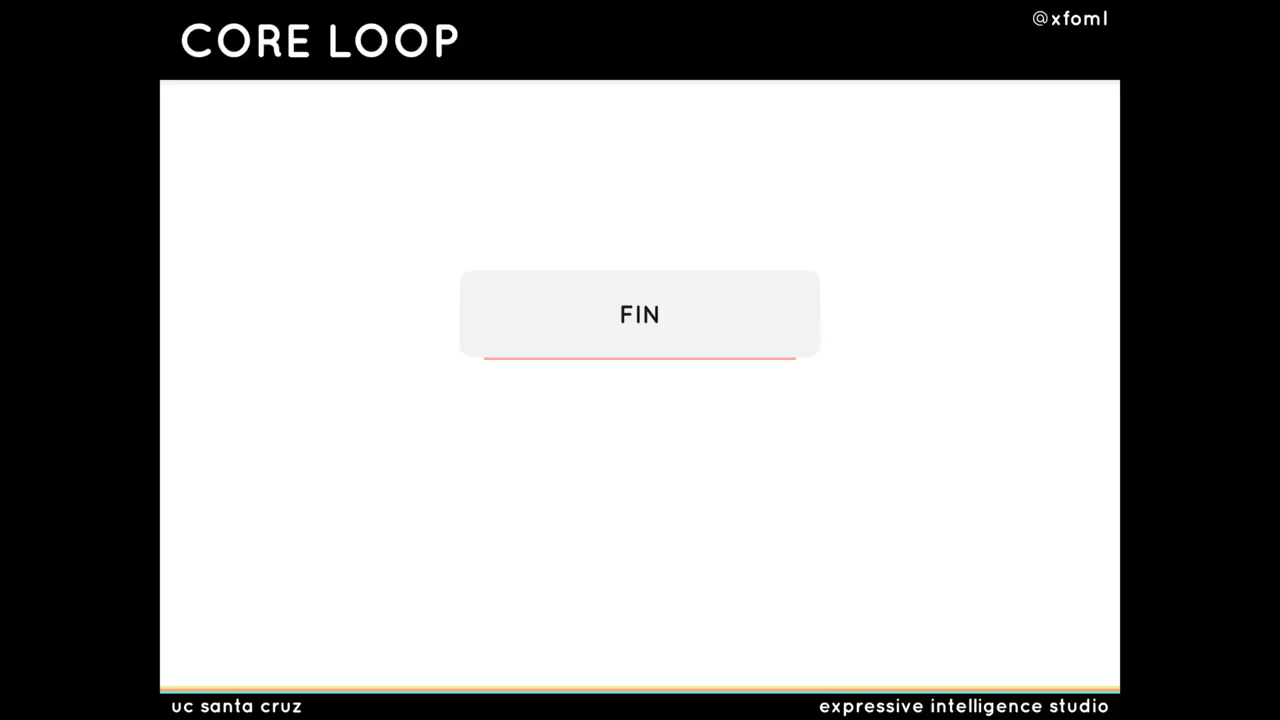 CORE LOOP
@xfoml
FIN
uc santa cruz
expressive intelligence studio